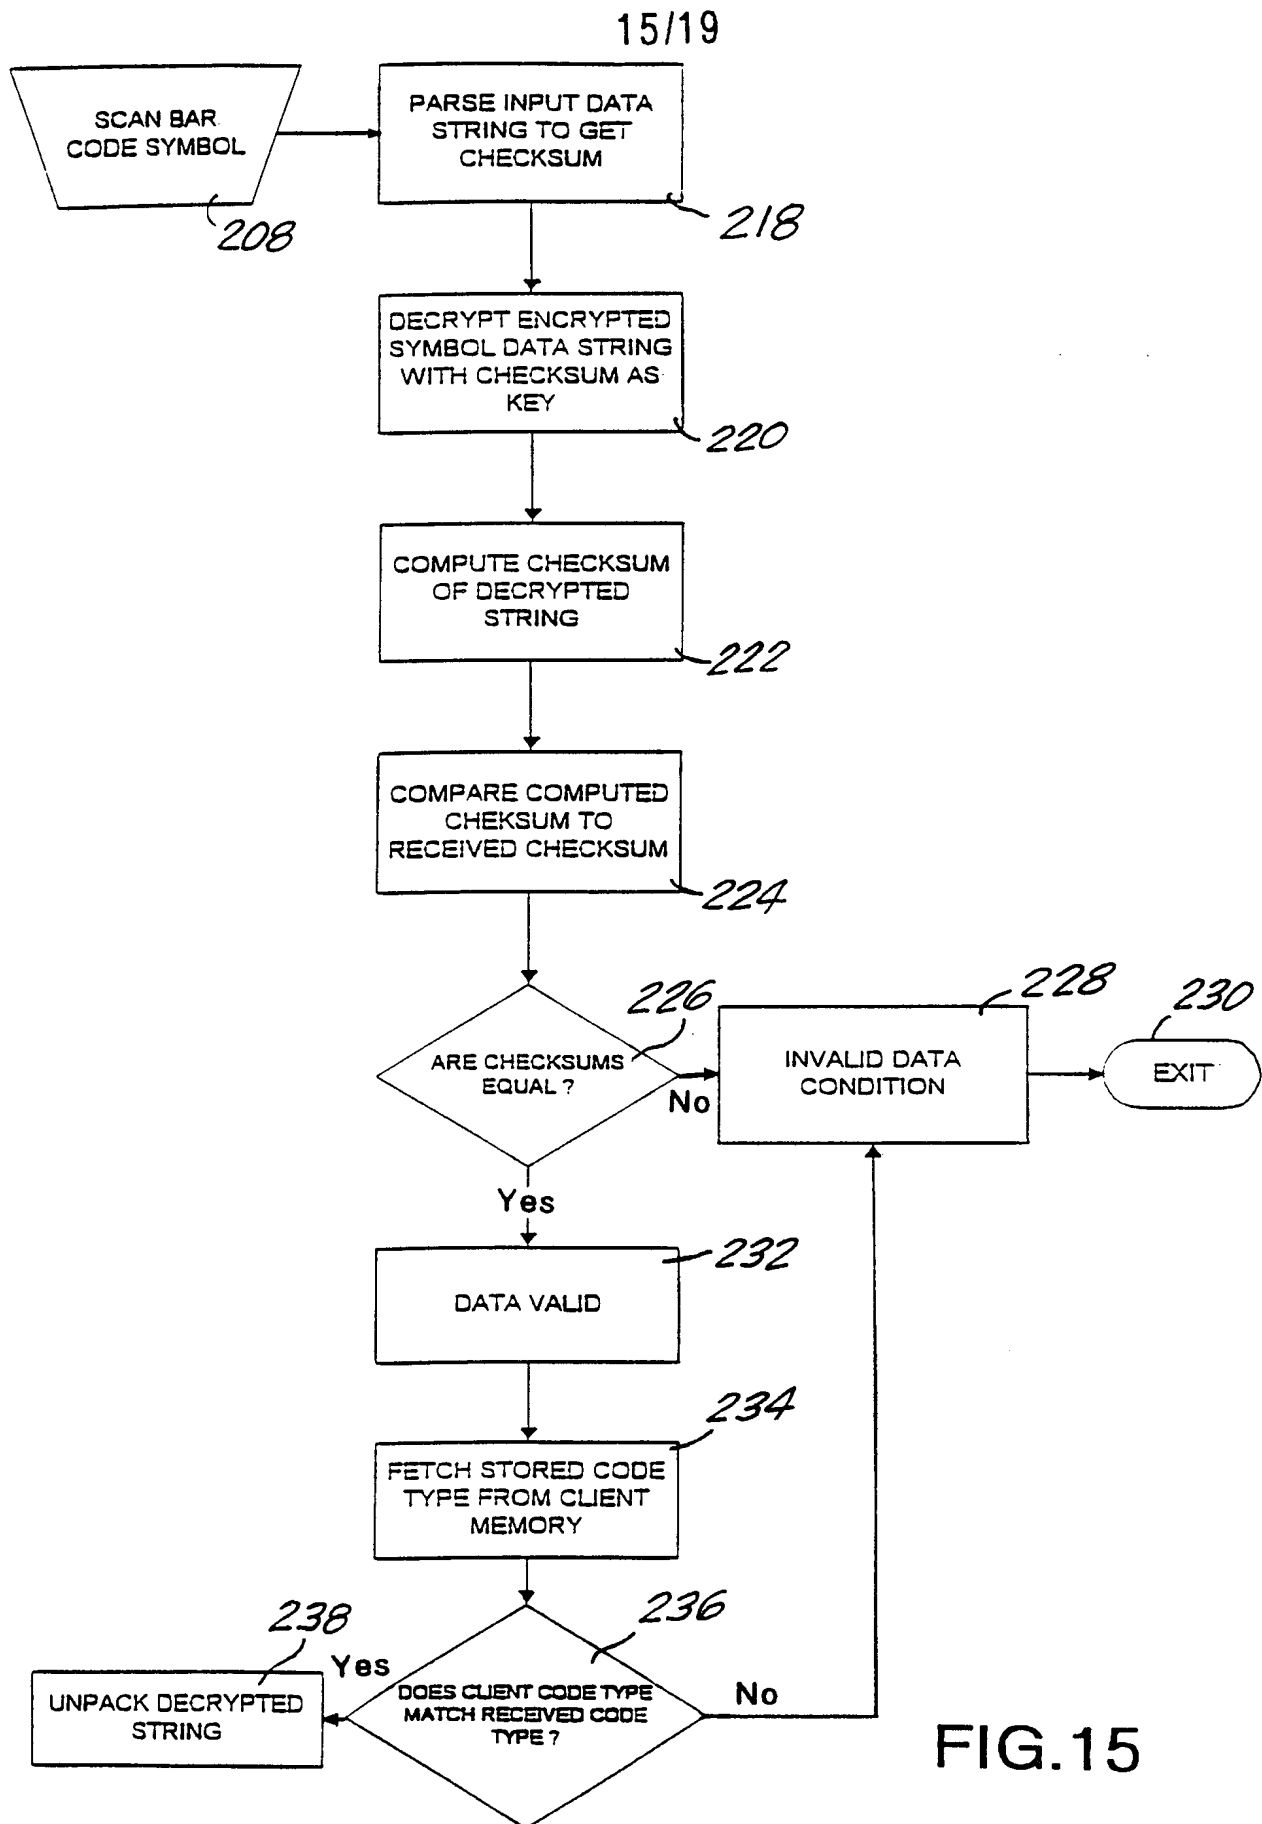 15/19
SCAN BAR
CODE SYMBOL
208
PARSE INPUT DATA
STRING TO GET
CHECKSUM
218
DECRYPT ENCRYPTED
SYMBOL DATA STRING
WITH CHECKSUM AS
KEY
220
COMPUTE CHECKSUM
OF DECRYPTED
STRING
222
COMPARE COMPUTED
CHEKSUM TO
RECEIVED CHECKSUM
224
ARE CHECKSUMS
EQUAL ?
226
No
INVALID DATA
CONDITION
228
EXIT
230
Yes
DATA VALID
232
FETCH STORED CODE
TYPE FROM CLIENT
MEMORY
234
DOES CLIENT CODE TYPE
MATCH RECEIVED CODE
TYPE ?
236
Yes
No
UNPACK DECRYPTED
STRING
238
FIG.15